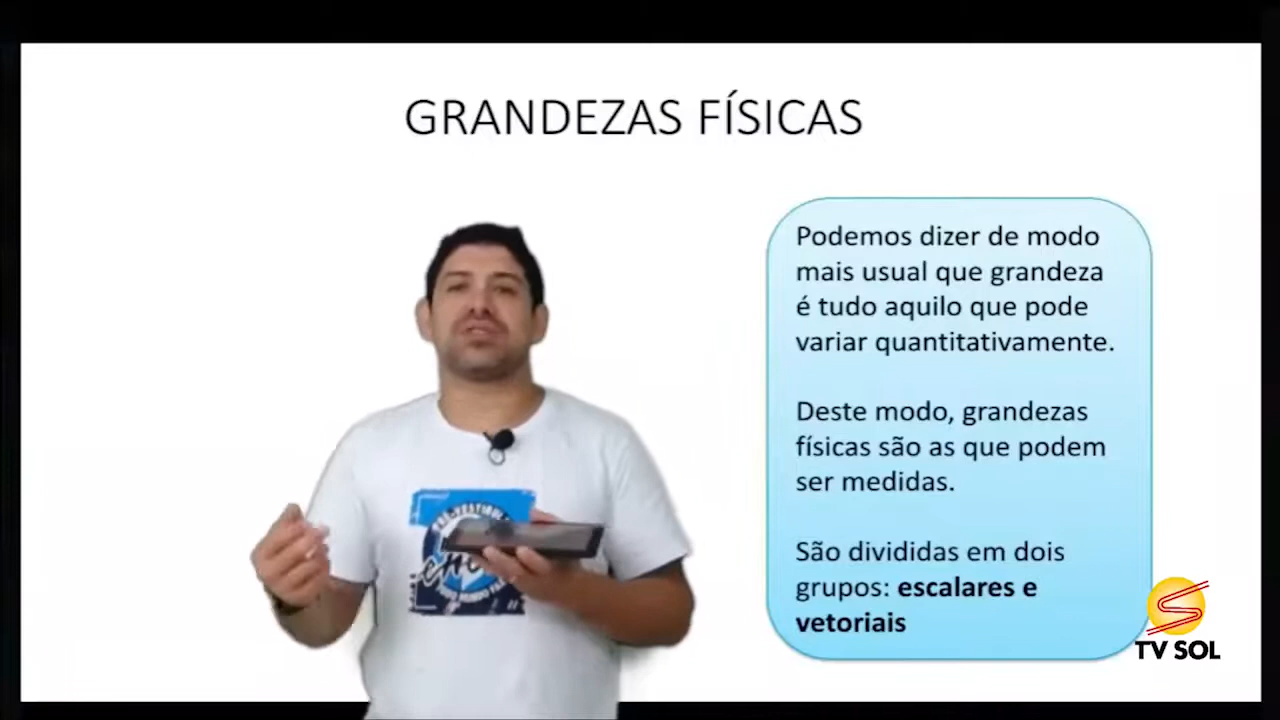 GRANDEZAS FÍSICAS
Podemos dizer de modo
mais usual que grandeza
é tudo aquilo que pode
variar quantitativamente.
Deste modo, grandezas
físicas são as que podem
ser medidas.
São divididas em dois
grupos: escalares e
vetoriais
TV SOL